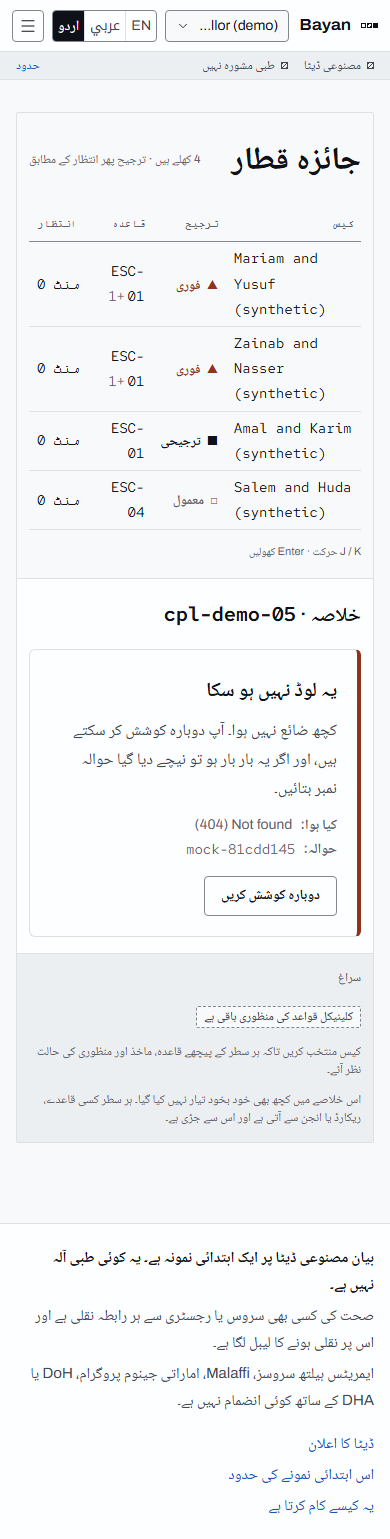 Bayan
...llor (demo)
EN
عربي
اردو
مصنوعی ڈیٹا
طبی مشورہ نہیں
حدود
جائزہ قطار
4 کھلے ہیں · ترجیح پھر انتظار کے مطابق
کیس
ترجیح
قاعدہ
انتظار
Mariam and
Yusuf
(synthetic)
▲ فوری
ESC-
01 +1
0 منٹ
Zainab and
Nasser
(synthetic)
▲ فوری
ESC-
01 +1
0 منٹ
Amal and Karim
(synthetic)
■ ترجیحی
ESC-
01
0 منٹ
Salem and Huda
(synthetic)
□ معمول
ESC-
04
0 منٹ
J / K حرکت · Enter کھولیں
خلاصہ · cpl-demo-05
یہ لوڈ نہیں ہو سکا
کچھ ضائع نہیں ہوا۔ آپ دوبارہ کوشش کر سکتے
ہیں، اور اگر یہ بار بار ہو تو نیچے دیا گیا حوالہ
نمبر بتائیں۔
کیا ہوا: Not found (404)
حوالہ: mock-81cdd145
دوبارہ کوشش کریں
سراغ
کلینیکل قواعد کی منظوری باقی ہے
کیس منتخب کریں تاکہ ہر سطر کے پیچھے قاعدہ، ماخذ اور منظوری کی حالت
نظر آئے۔
اس خلاصے میں کچھ بھی خود بخود تیار نہیں کیا گیا۔ ہر سطر کسی قاعدے،
ریکارڈ یا انجن سے آتی ہے اور اس سے جڑی ہے۔
بیان مصنوعی ڈیٹا پر ایک ابتدائی نمونہ ہے۔ یہ کوئی طبی آلہ
نہیں ہے۔
صحت کی کسی بھی سروس یا رجسٹری سے ہر رابطہ نقلی ہے اور
اس پر نقلی ہونے کا لیبل لگا ہے۔
ایمریٹس ہیلتھ سروسز، Malaffi، اماراتی جینوم پروگرام، DoH یا
DHA کے ساتھ کوئی انضمام نہیں ہے۔
ڈیٹا کا اعلان
اس ابتدائی نمونے کی حدود
یہ کیسے کام کرتا ہے